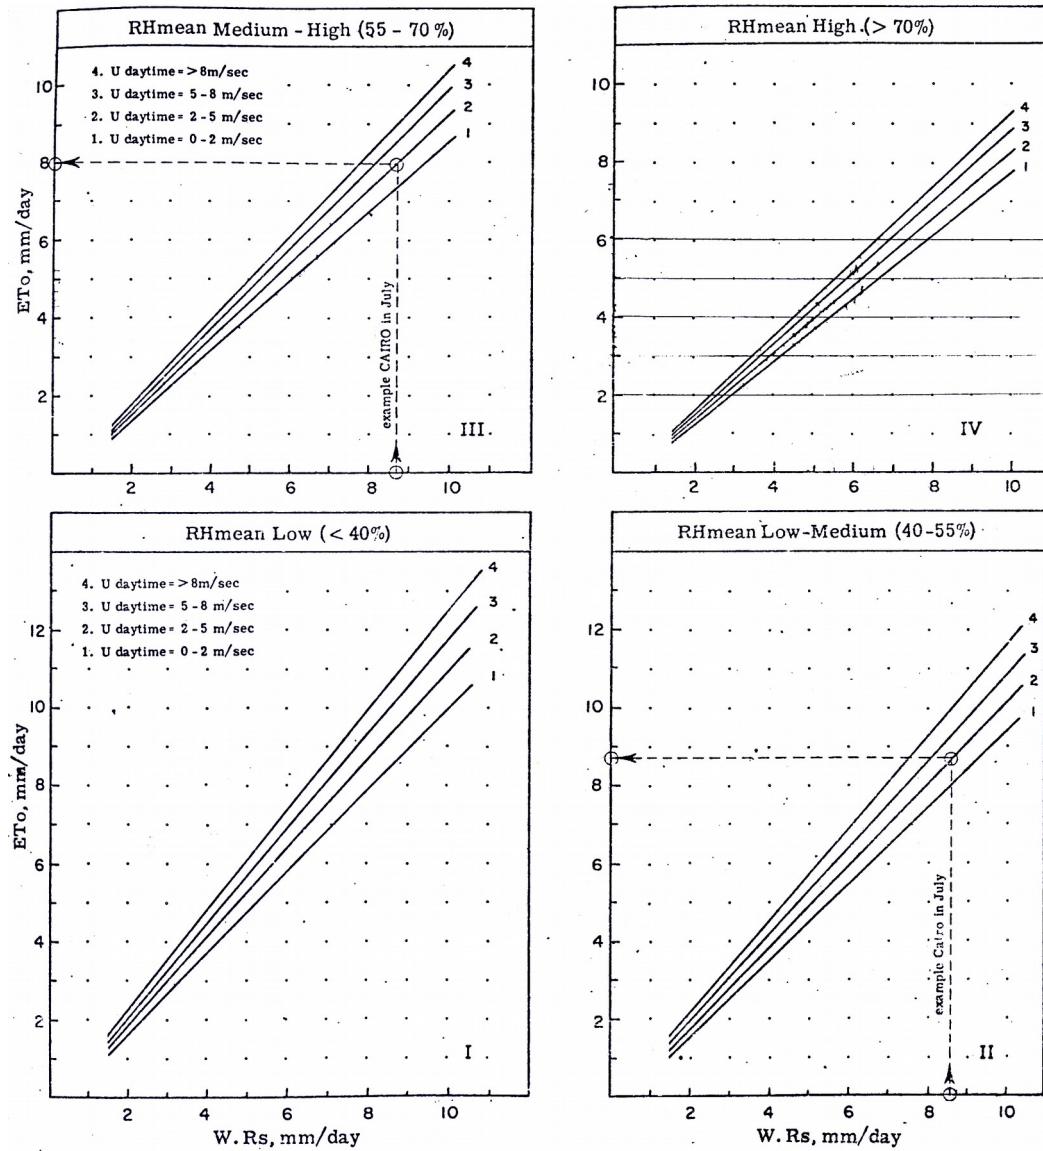 RHmean Medium - High (55 - 70 %)
4. U daytime = >8m/sec
3. U daytime = 5 - 8 m/sec
2. U daytime = 2 - 5 m/sec
1. U daytime = 0 - 2 m/sec
4
3
2
1
10
8
6
4
2
ETo, mm/day
example CAIRO in July
III
2 4 6 8 10
RHmean High (> 70%)
4
3
2
1
10
8
6
4
2
IV
2 4 6 8 10
RHmean Low (< 40%)
4. U daytime = >8m/sec
3. U daytime = 5 - 8 m/sec
2. U daytime = 2 - 5 m/sec
1. U daytime = 0 - 2 m/sec
4
3
2
1
12
10
8
6
4
2
ETo, mm/day
I
2 4 6 8 10
W. Rs, mm/day
RHmean Low-Medium (40-55%)
4
3
2
1
12
10
8
6
4
2
example Cairo in July
II
2 4 6 8 10
W. Rs, mm/day